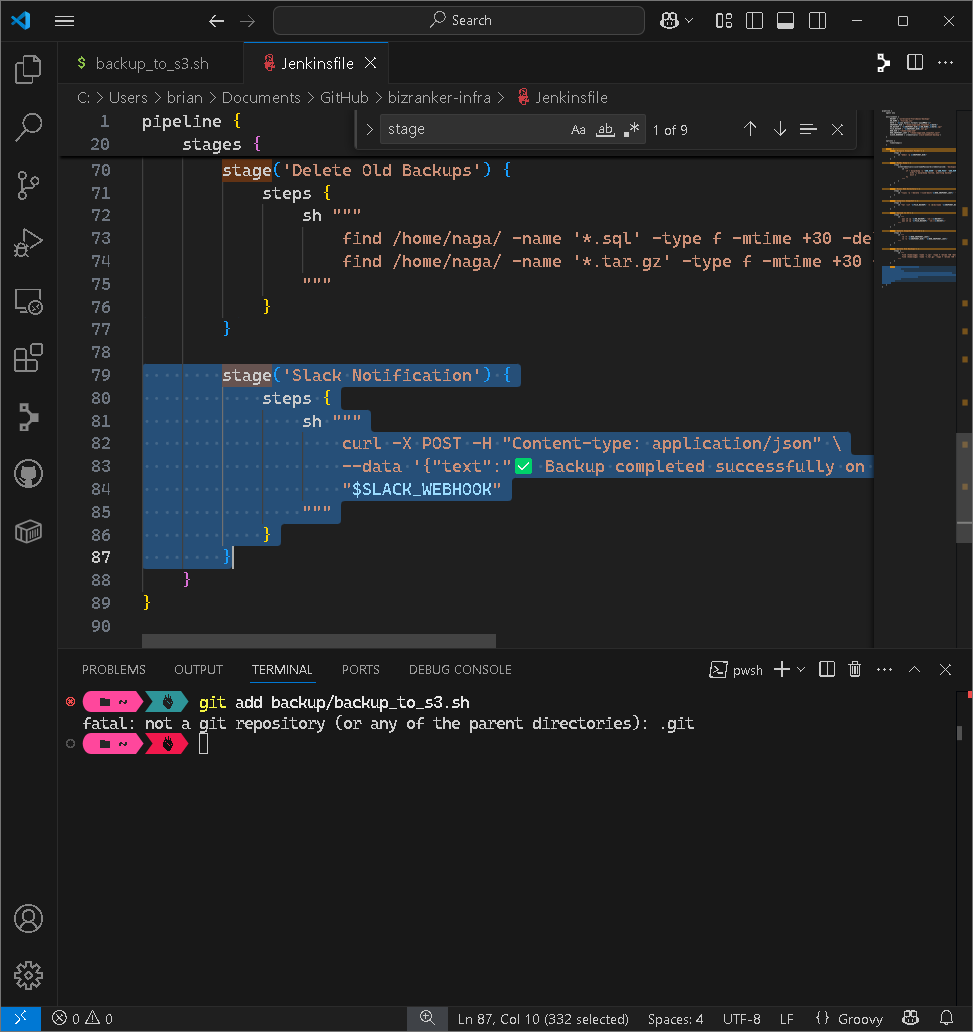 Search
$ backup_to_s3.sh
Jenkinsfile
C: > Users > brian > Documents > GitHub > bizranker-infra > Jenkinsfile
stage
Aa ab .*
1 of 9
1 pipeline {
20 stages {
70 stage('Delete Old Backups') {
71 steps {
72 sh """
73 find /home/naga/ -name '*.sql' -type f -mtime +30 -de
74 find /home/naga/ -name '*.tar.gz' -type f -mtime +30 -
75 """
76 }
77 }
78
79 stage('Slack Notification') {
80 steps {
81 sh """
82 curl -X POST -H "Content-type: application/json" \
83 --data '{"text":"✅ Backup completed successfully on
84 "$SLACK_WEBHOOK"
85 """
86 }
87 }
88 }
89 }
90
PROBLEMS OUTPUT TERMINAL PORTS DEBUG CONSOLE
pwsh
~ git add backup/backup_to_s3.sh
fatal: not a git repository (or any of the parent directories): .git
~
0 0 Ln 87, Col 10 (332 selected) Spaces: 4 UTF-8 LF {} Groovy